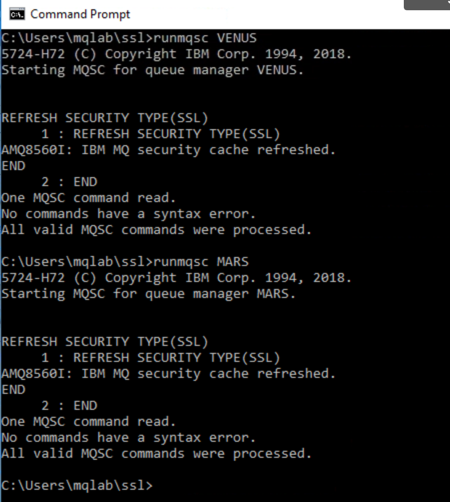 Command Prompt
C:\Users\mqlab\ssl>runmqsc VENUS
5724-H72 (C) Copyright IBM Corp. 1994, 2018.
Starting MQSC for queue manager VENUS.
REFRESH SECURITY TYPE(SSL)
1 : REFRESH SECURITY TYPE(SSL)
AMQ8560I: IBM MQ security cache refreshed.
END
2 : END
One MQSC command read.
No commands have a syntax error.
All valid MQSC commands were processed.
C:\Users\mqlab\ssl>runmqsc MARS
5724-H72 (C) Copyright IBM Corp. 1994, 2018.
Starting MQSC for queue manager MARS.
REFRESH SECURITY TYPE(SSL)
1 : REFRESH SECURITY TYPE(SSL)
AMQ8560I: IBM MQ security cache refreshed.
END
2 : END
One MQSC command read.
No commands have a syntax error.
All valid MQSC commands were processed.
C:\Users\mqlab\ssl>